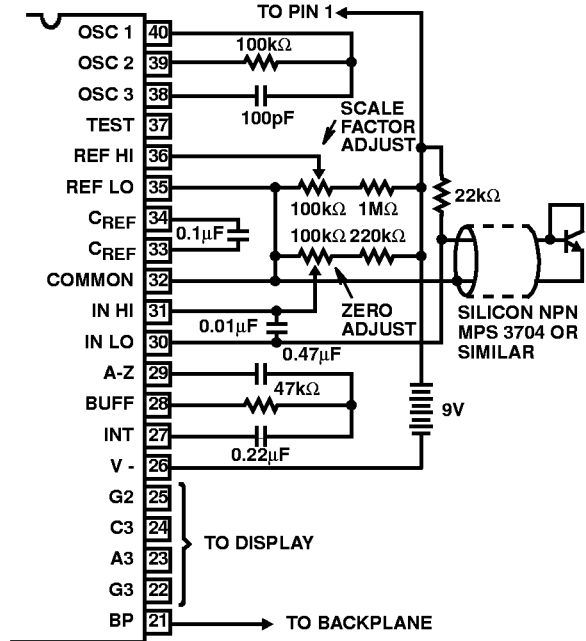 TO PIN 1
OSC 1 40
100kΩ
OSC 2 39
OSC 3 38
100pF
TEST 37
SCALE
FACTOR
ADJUST
REF HI 36
REF LO 35
22kΩ
100kΩ 1MΩ
CREF 34
0.1μF
100kΩ 220kΩ
CREF 33
COMMON 32
IN HI 31
ZERO
ADJUST
SILICON NPN
MPS 3704 OR
SIMILAR
0.01μF
IN LO 30
0.47μF
A-Z 29
47kΩ
BUFF 28
9V
INT 27
0.22μF
V - 26
G2 25
C3 24
TO DISPLAY
A3 23
G3 22
BP 21
TO BACKPLANE